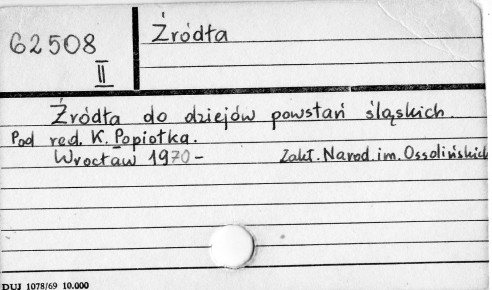 62508
II
Źródła
Źródła do dziejów powstań śląskich.
Pod red. K. Popiołka.
Wrocław 1970- Zakł. Narod. im. Ossolińskich
DUJ 1078/69 10.000